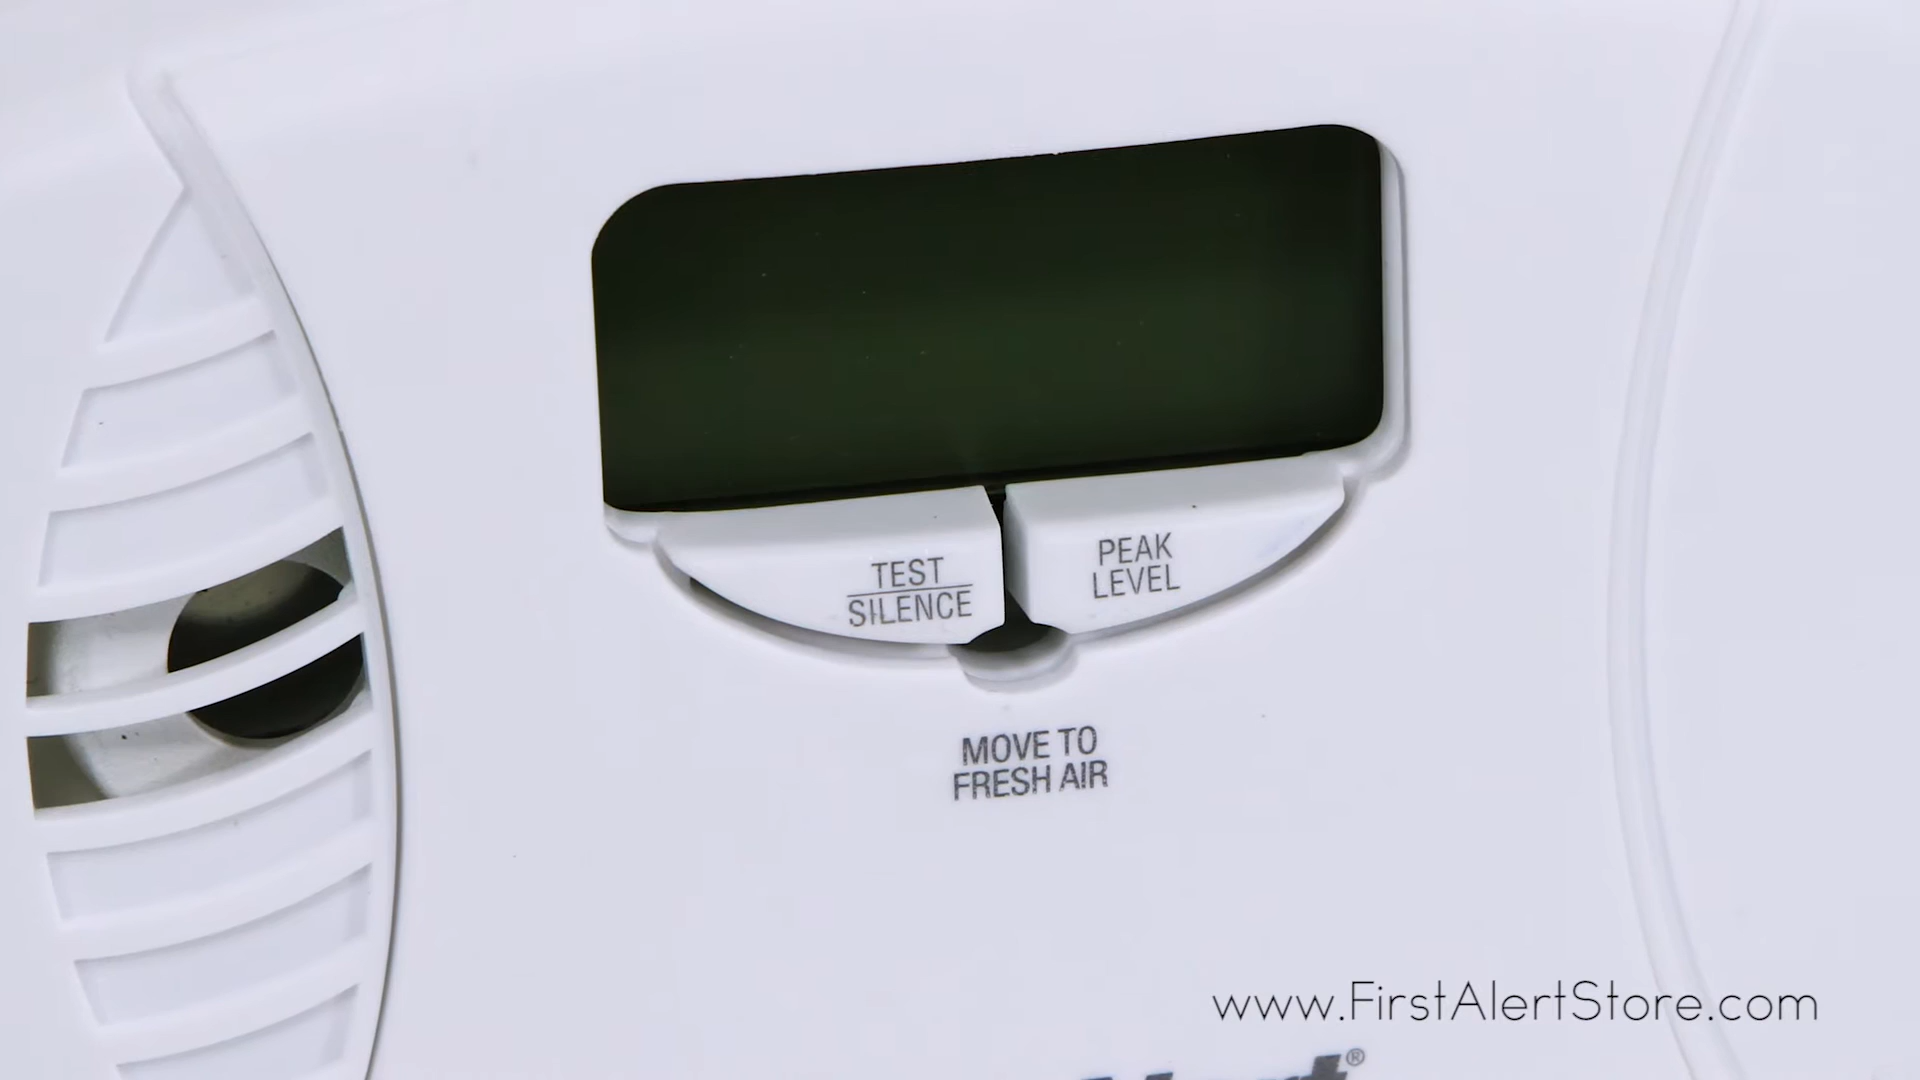 TEST
SILENCE
PEAK
LEVEL
MOVE TO
FRESH AIR
www.FirstAlertStore.com